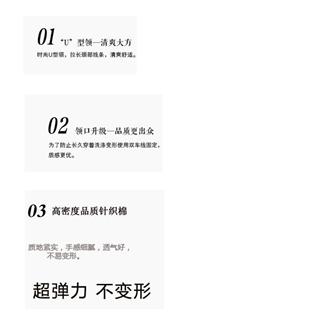 01 "U"型领—清爽大方
时尚U型领，拉长颈部线条，清爽舒适。
02 领口升级—品质更出众
为了防止长久穿着洗涤变形使用双车线固定，
质感更优。
03 高密度品质针织棉
质地紧实，手感细腻，透气好，
不易变形。
超弹力 不变形